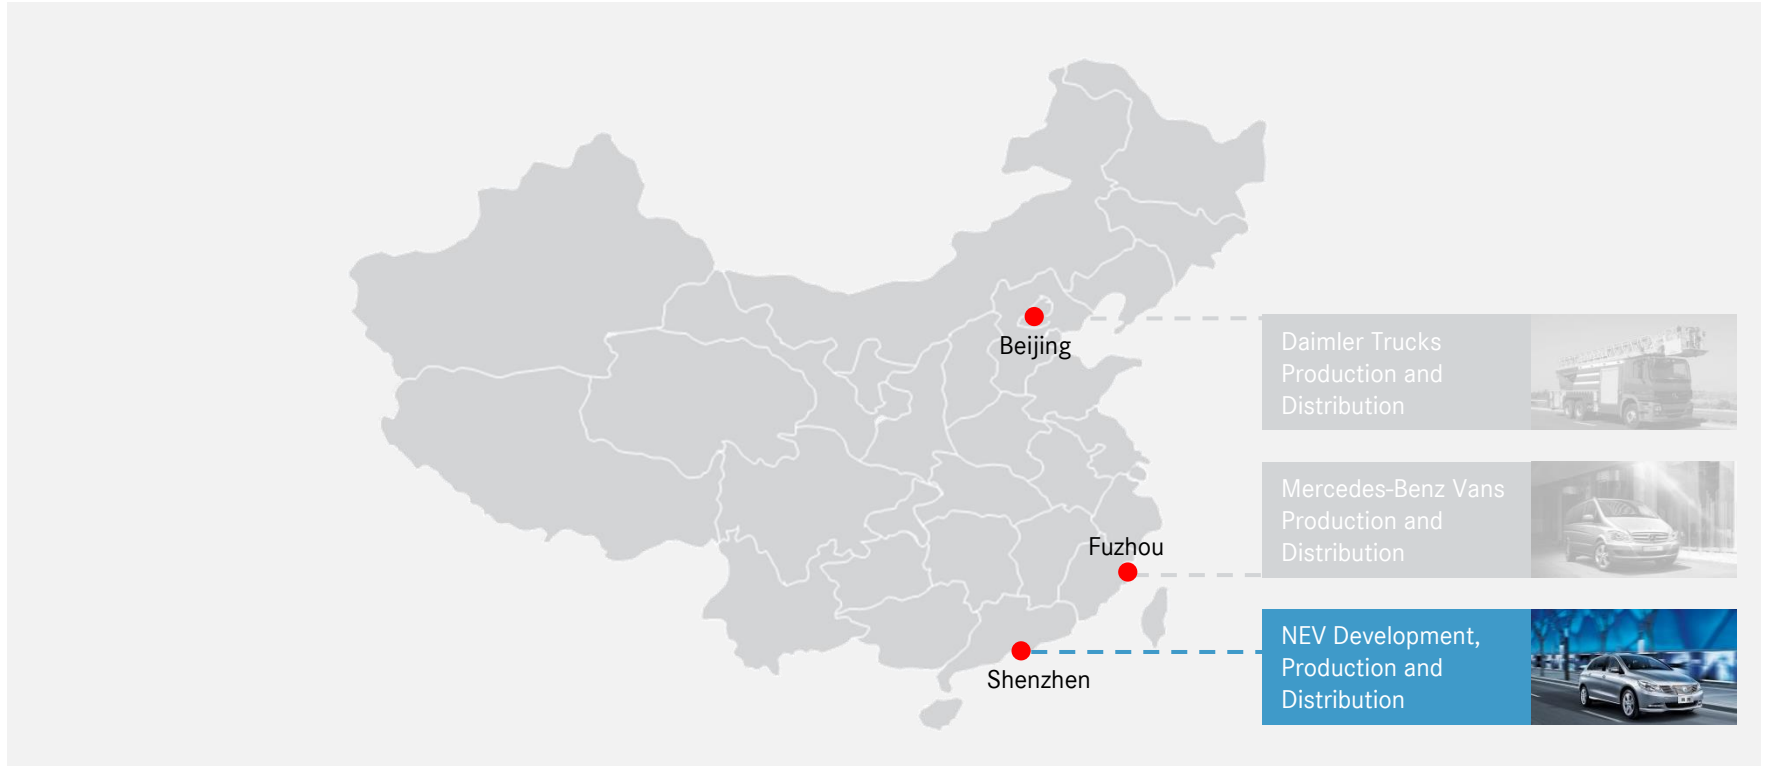 Beijing
Daimler Trucks
Production and
Distribution
Mercedes-Benz Vans
Production and
Distribution
Fuzhou
NEV Development,
Production and
Distribution
Shenzhen